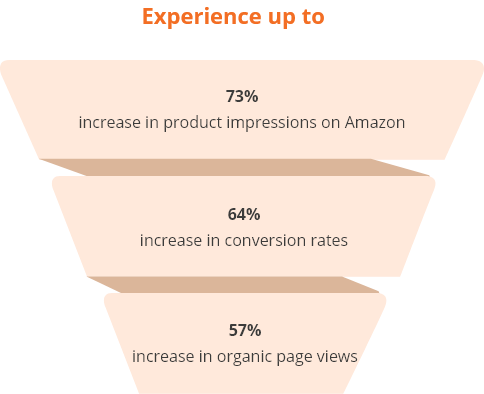 Experience up to
73%
increase in product impressions on Amazon
64%
increase in conversion rates
57%
increase in organic page views